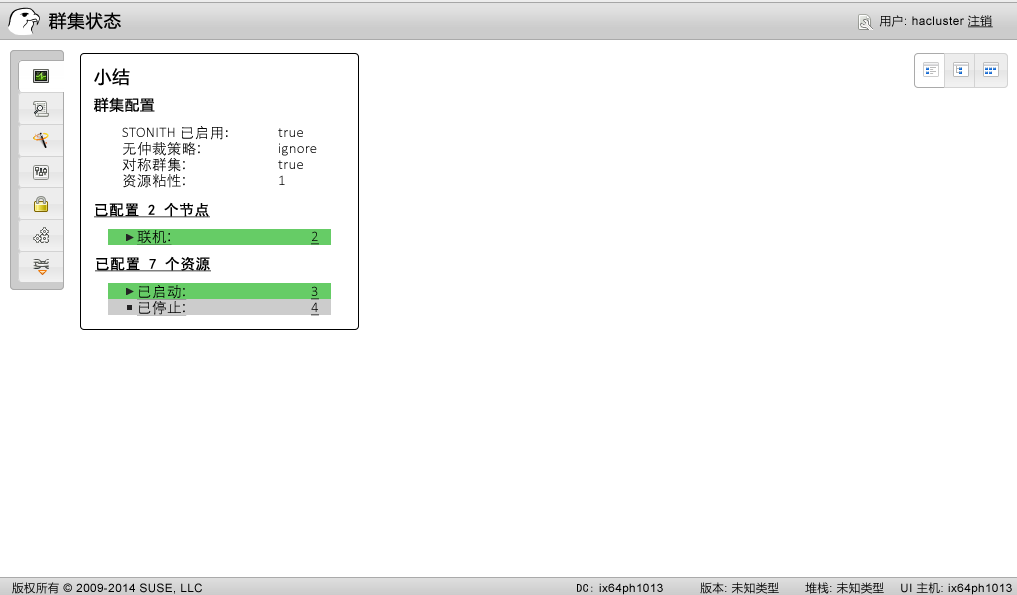 群集状态
用户: hacluster 注销
小结
群集配置
STONITH 已启用: true
无仲裁策略: ignore
对称群集: true
资源粘性: 1
已配置 2 个节点
联机: 2
已配置 7 个资源
已启动: 3
已停止: 4
版权所有 © 2009-2014 SUSE, LLC
DC: ix64ph1013 版本: 未知类型 堆栈: 未知类型 UI 主机: ix64ph1013